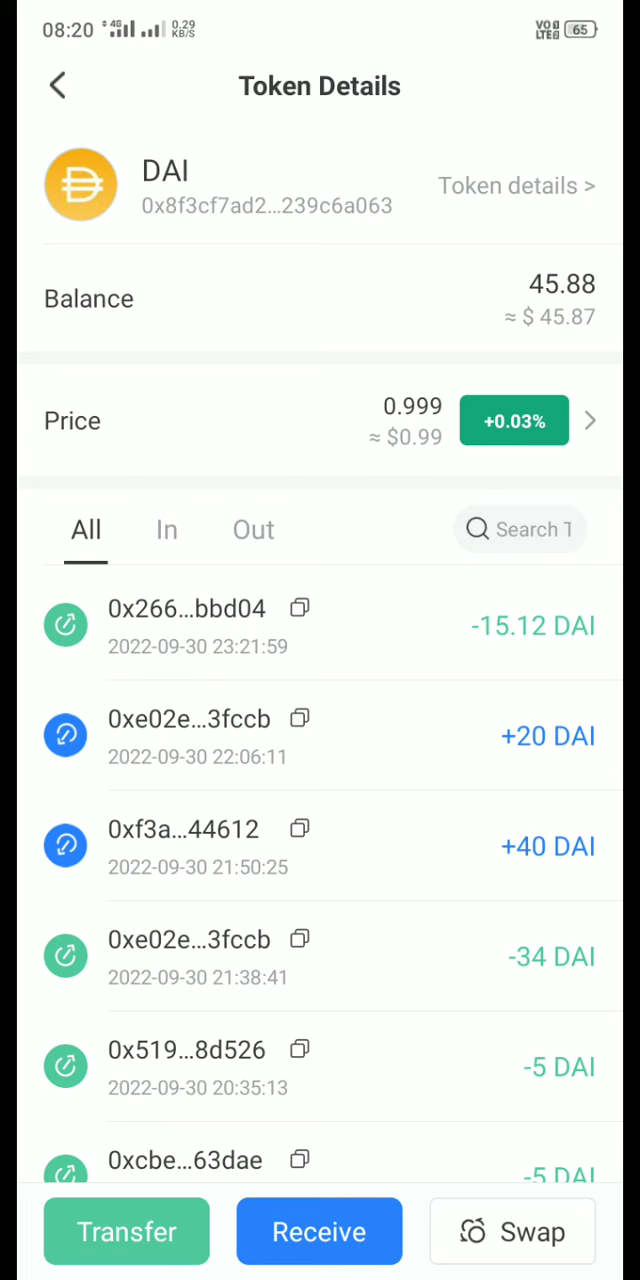 08:20 4G 0.29 KB/S VO LTE 65
Token Details
DAI
0x8f3cf7ad2...239c6a063
Token details >
Balance
45.88
≈ $ 45.87
Price
0.999
≈ $0.99
+0.03%
All In Out Search T
0x266...bbd04
2022-09-30 23:21:59
-15.12 DAI
0xe02e...3fccb
2022-09-30 22:06:11
+20 DAI
0xf3a...44612
2022-09-30 21:50:25
+40 DAI
0xe02e...3fccb
2022-09-30 21:38:41
-34 DAI
0x519...8d526
2022-09-30 20:35:13
-5 DAI
0xcbe...63dae
-5 DAI
Transfer Receive Swap